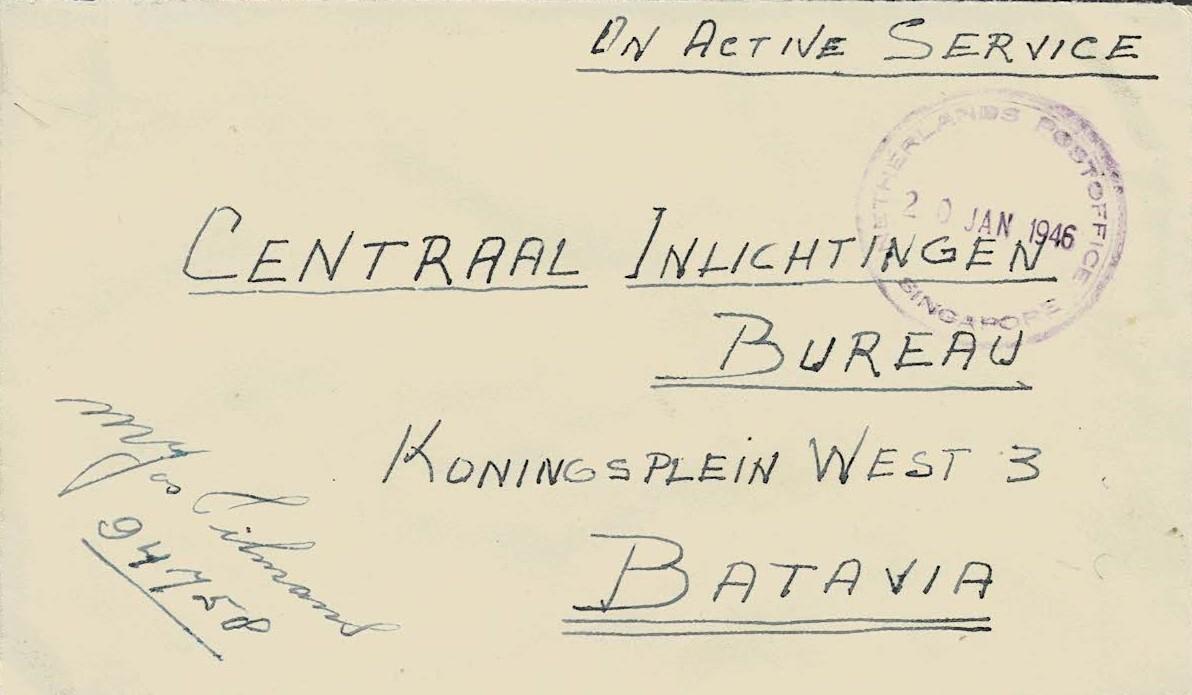 ON ACTIVE SERVICE
NETHERLANDS POSTOFFICE
20 JAN 1946
SINGAPORE
CENTRAAL INLICHTINGEN
BUREAU
KONINGSPLEIN WEST 3
BATAVIA
94758